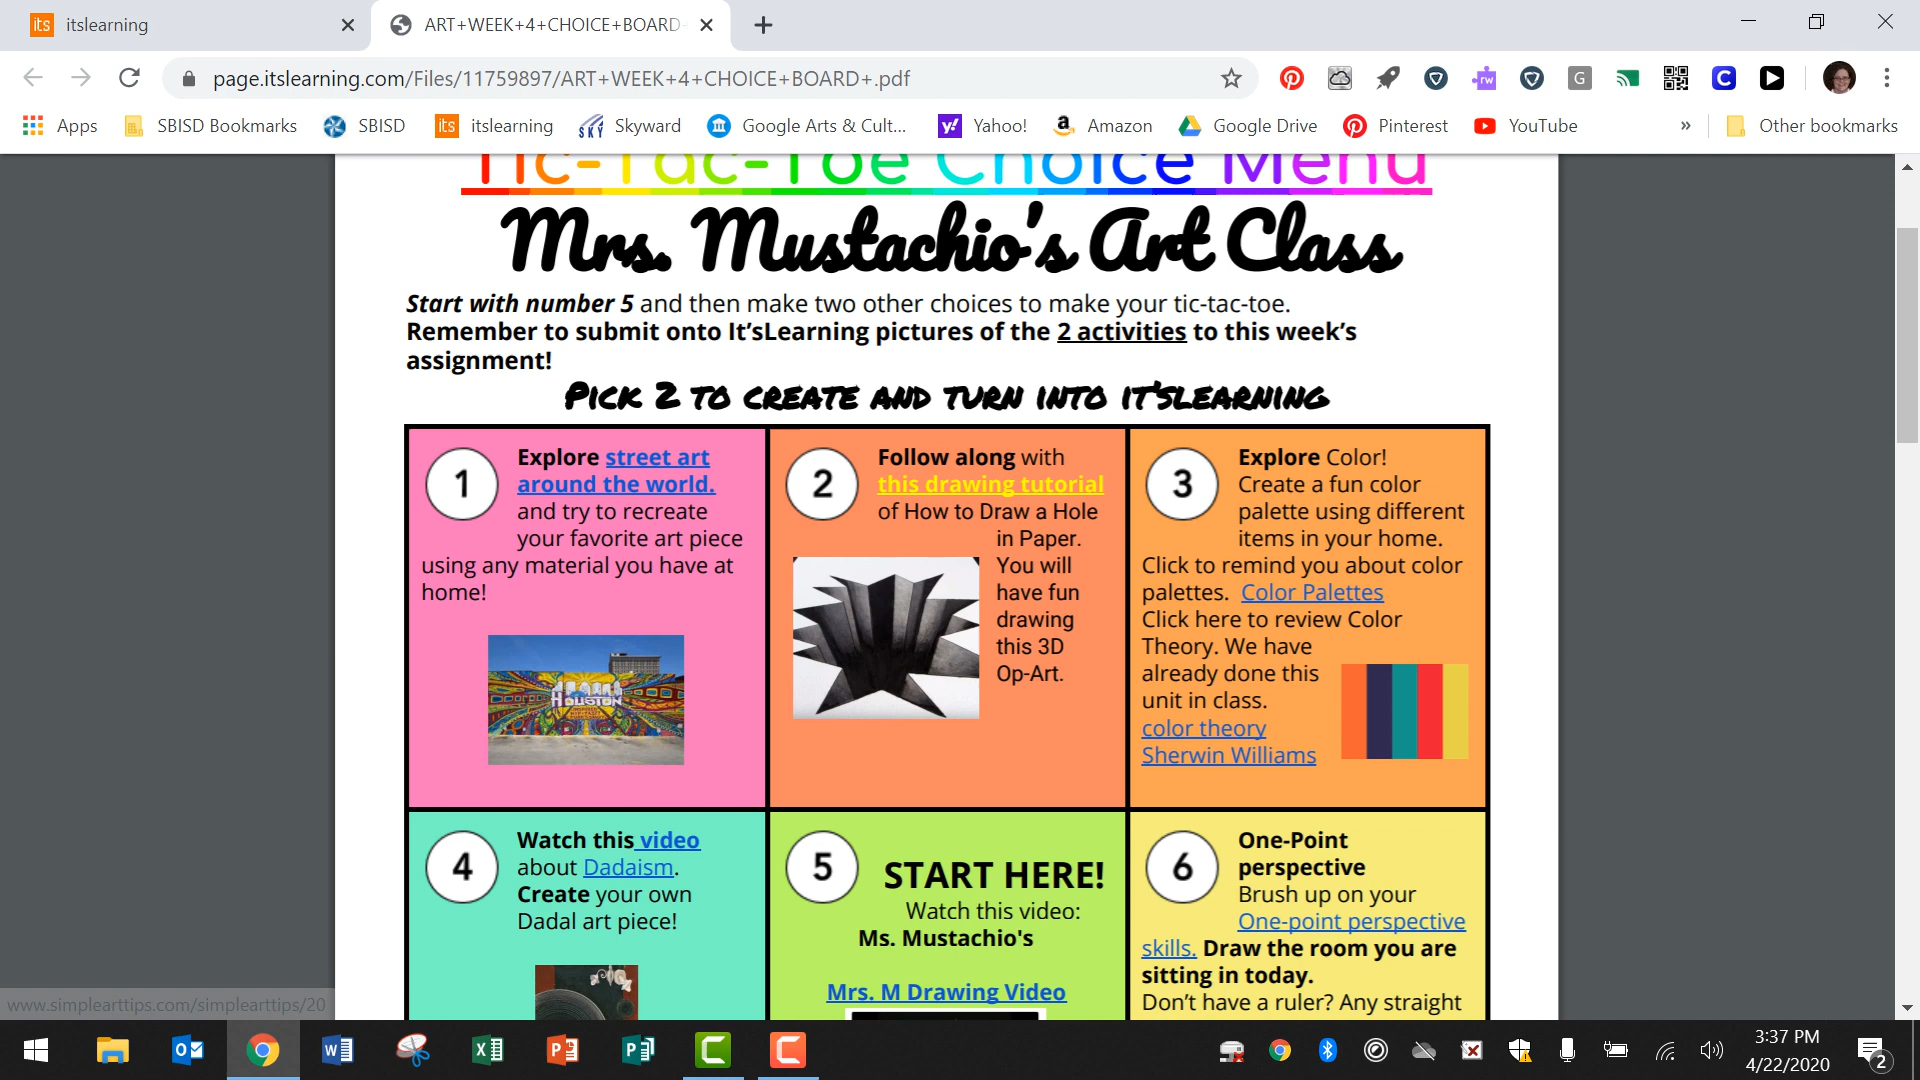 itslearning
ART+WEEK+4+CHOICE+BOARD
page.itslearning.com/Files/11759897/ART+WEEK+4+CHOICE+BOARD+.pdf
Apps SBISD Bookmarks SBISD itslearning Skyward Google Arts & Cult... Yahoo! Amazon Google Drive Pinterest YouTube » Other bookmarks
Tic-Tac-Toe Choice Menu
Mrs. Mustachio's Art Class
Start with number 5 and then make two other choices to make your tic-tac-toe.
Remember to submit onto It'sLearning pictures of the 2 activities to this week's
assignment!
Pick 2 to create and turn into it'slearning
1
Explore street art
around the world.
and try to recreate
your favorite art piece
using any material you have at
home!
HOUSTON
2
Follow along with
this drawing tutorial
of How to Draw a Hole
in Paper.
You will
have fun
drawing
this 3D
Op-Art.
3
Explore Color!
Create a fun color
palette using different
items in your home.
Click to remind you about color
palettes. Color Palettes
Click here to review Color
Theory. We have
already done this
unit in class.
color theory
Sherwin Williams
4
Watch this video
about Dadaism.
Create your own
Dadal art piece!
5
START HERE!
Watch this video:
Ms. Mustachio's
Mrs. M Drawing Video
6
One-Point
perspective
Brush up on your
One-point perspective
skills. Draw the room you are
sitting in today.
Don't have a ruler? Any straight
www.simplearttips.com/simplearttips/20
3:37 PM
4/22/2020
2